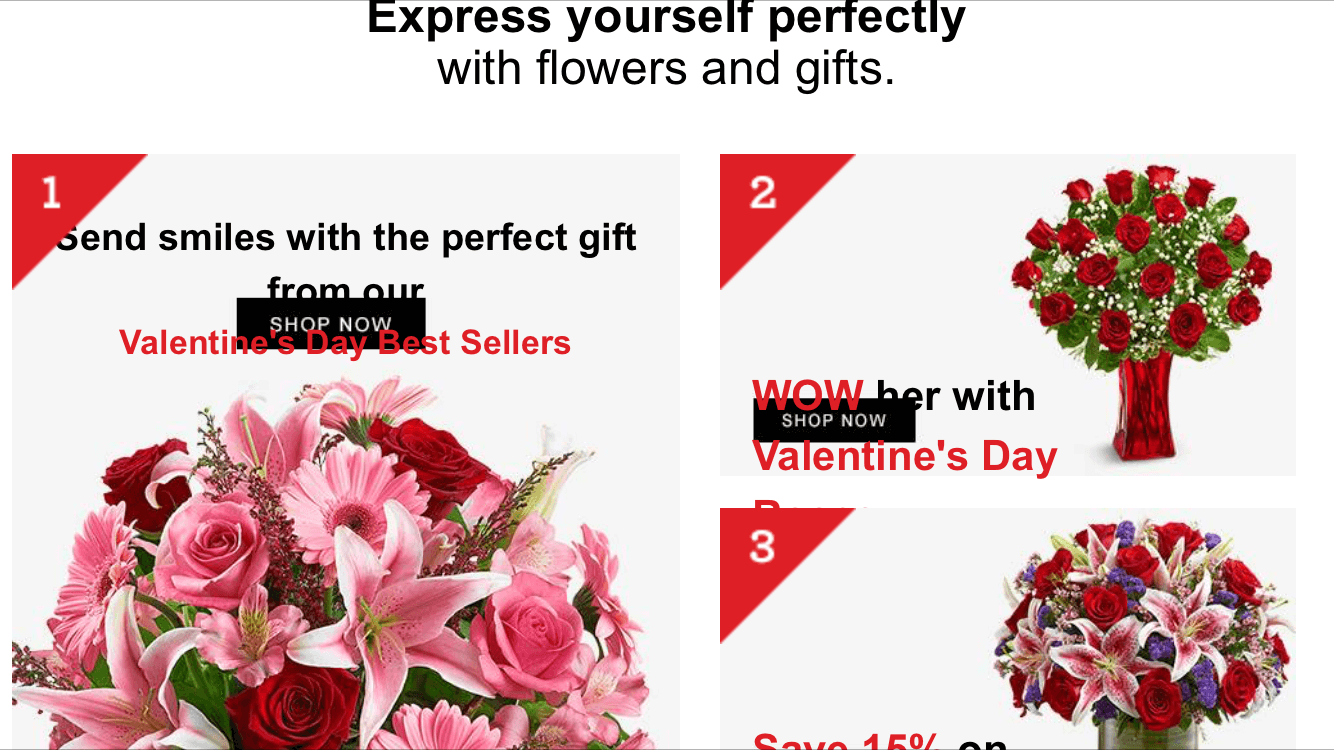 Express yourself perfectly
with flowers and gifts.
1
Send smiles with the perfect gift
from our
SHOP NOW
Valentine's Day Best Sellers
2
WOW her with
SHOP NOW
Valentine's Day
3
Save 15% on